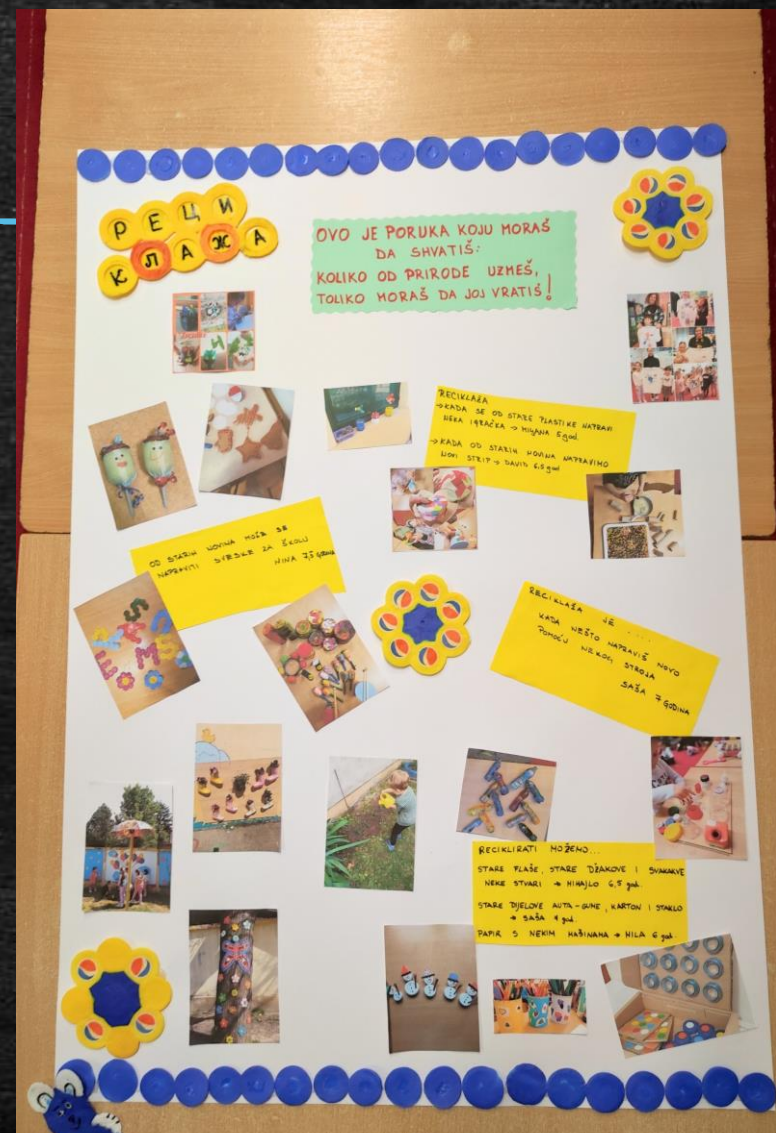 РЕЦИ
КЛАЖА
OVO JE PORUKA KOJU MORAŠ
DA SHVATIŠ:
KOLIKO OD PRIRODE UZMEŠ,
TOLIKO MORAŠ DA JOJ VRATIŠ!
RECIKLAŽA
→ KADA SE OD STARE PLASTIKE NAPRAVI
NEKA IGRAČKA → MILJANA 5 god.
→ KADA OD STARIH NOVINA NAPRAVIMO
NOVI STRIP → DAVID 6,5 god
OD STARIH NOVINA MOŽE SE
NAPRAVITI SVESKE ZA ŠKOLU
NINA 7,5 GODINA
RECIKLAŽA JE ....
KADA NEŠTO NAPRAVIŠ NOVO
POMOĆU NEKOG STROJA
SAŠA 7 GODINA
RECIKLIRATI MOŽEMO...
STARE FLAŠE, STARE DŽAKOVE I SVAKAKVE
NEKE STVARI → MIHAJLO 6,5 god.
STARE DIJELOVE AUTA-GUME, KARTON I STAKLO
→ SAŠA god.
PAPIR S NEKIM MAŠINAMA → MILA 6 god.